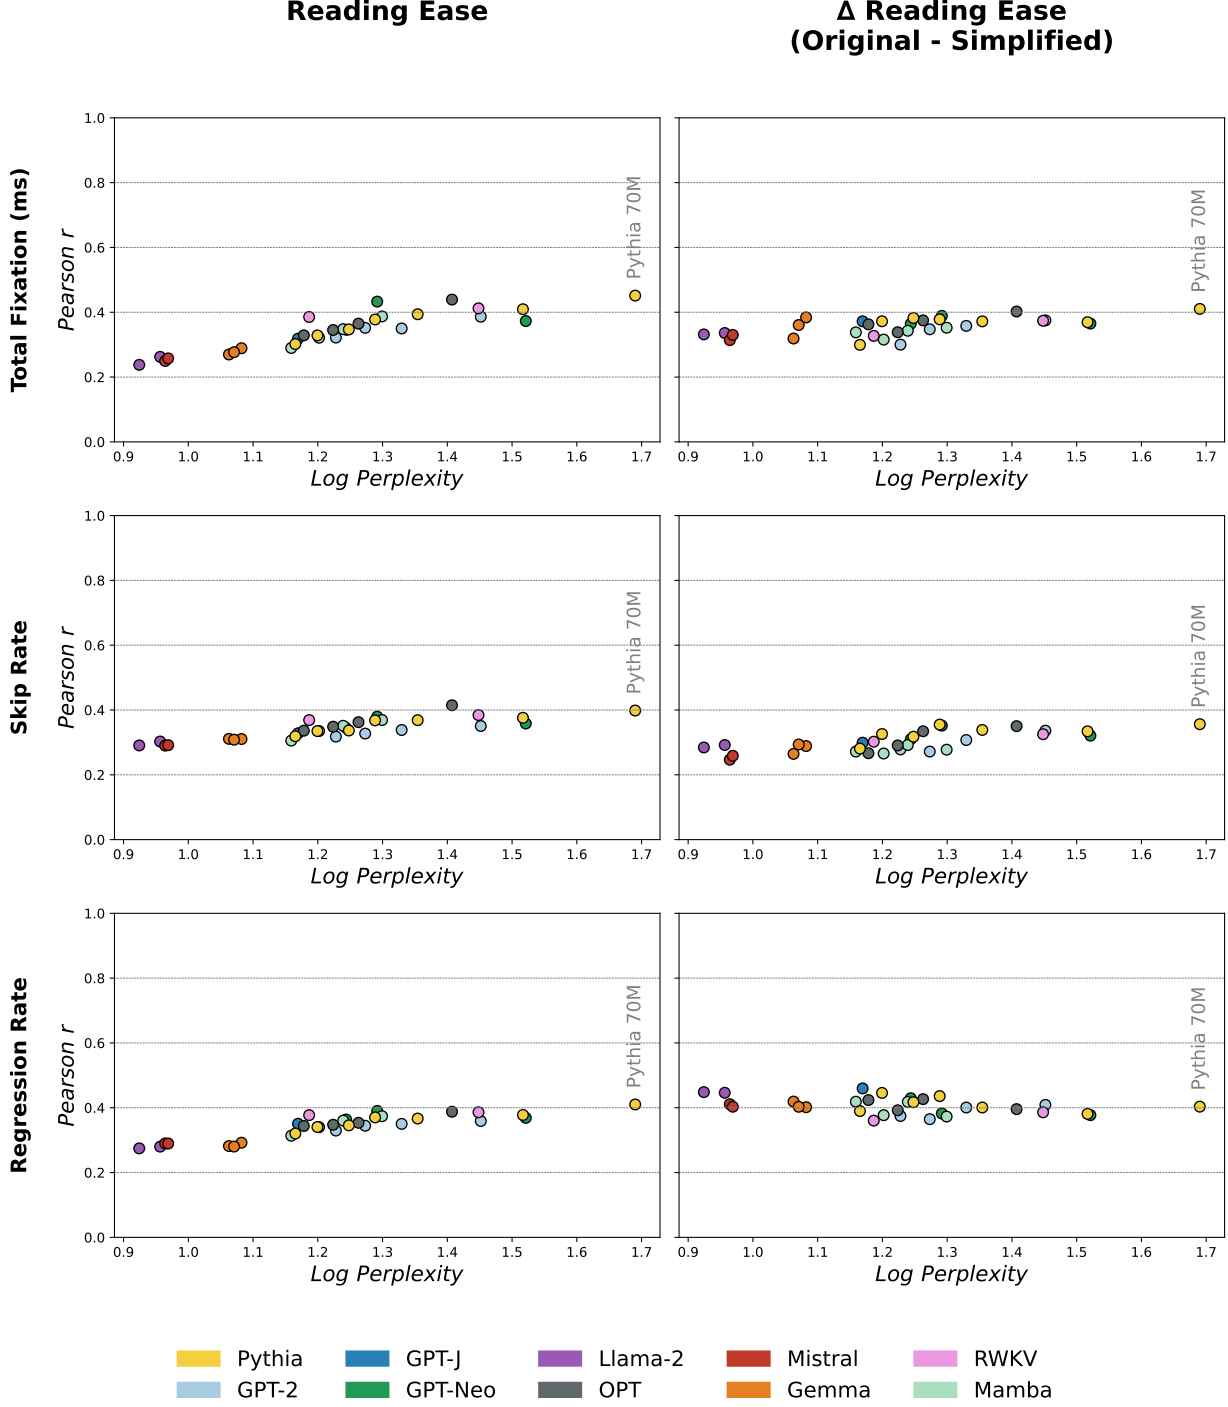 Reading Ease
Δ Reading Ease
(Original - Simplified)
Total Fixation (ms)
Pearson r
1.0
0.8
0.6
0.4
0.2
0.0
Pythia 70M
0.9 1.0 1.1 1.2 1.3 1.4 1.5 1.6 1.7
Log Perplexity
Pythia 70M
0.9 1.0 1.1 1.2 1.3 1.4 1.5 1.6 1.7
Log Perplexity
Skip Rate
Pearson r
1.0
0.8
0.6
0.4
0.2
0.0
Pythia 70M
0.9 1.0 1.1 1.2 1.3 1.4 1.5 1.6 1.7
Log Perplexity
Pythia 70M
0.9 1.0 1.1 1.2 1.3 1.4 1.5 1.6 1.7
Log Perplexity
Regression Rate
Pearson r
1.0
0.8
0.6
0.4
0.2
0.0
Pythia 70M
0.9 1.0 1.1 1.2 1.3 1.4 1.5 1.6 1.7
Log Perplexity
Pythia 70M
0.9 1.0 1.1 1.2 1.3 1.4 1.5 1.6 1.7
Log Perplexity
Pythia GPT-J Llama-2 Mistral RWKV
GPT-2 GPT-Neo OPT Gemma Mamba